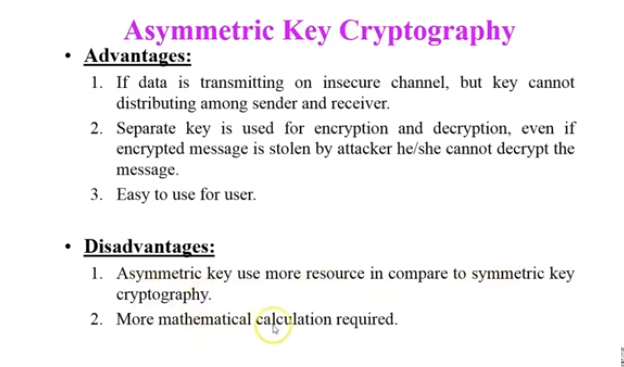 Asymmetric Key Cryptography
• Advantages:
1. If data is transmitting on insecure channel, but key cannot
distributing among sender and receiver.
2. Separate key is used for encryption and decryption, even if
encrypted message is stolen by attacker he/she cannot decrypt the
message.
3. Easy to use for user.
• Disadvantages:
1. Asymmetric key use more resource in compare to symmetric key
cryptography.
2. More mathematical calculation required.